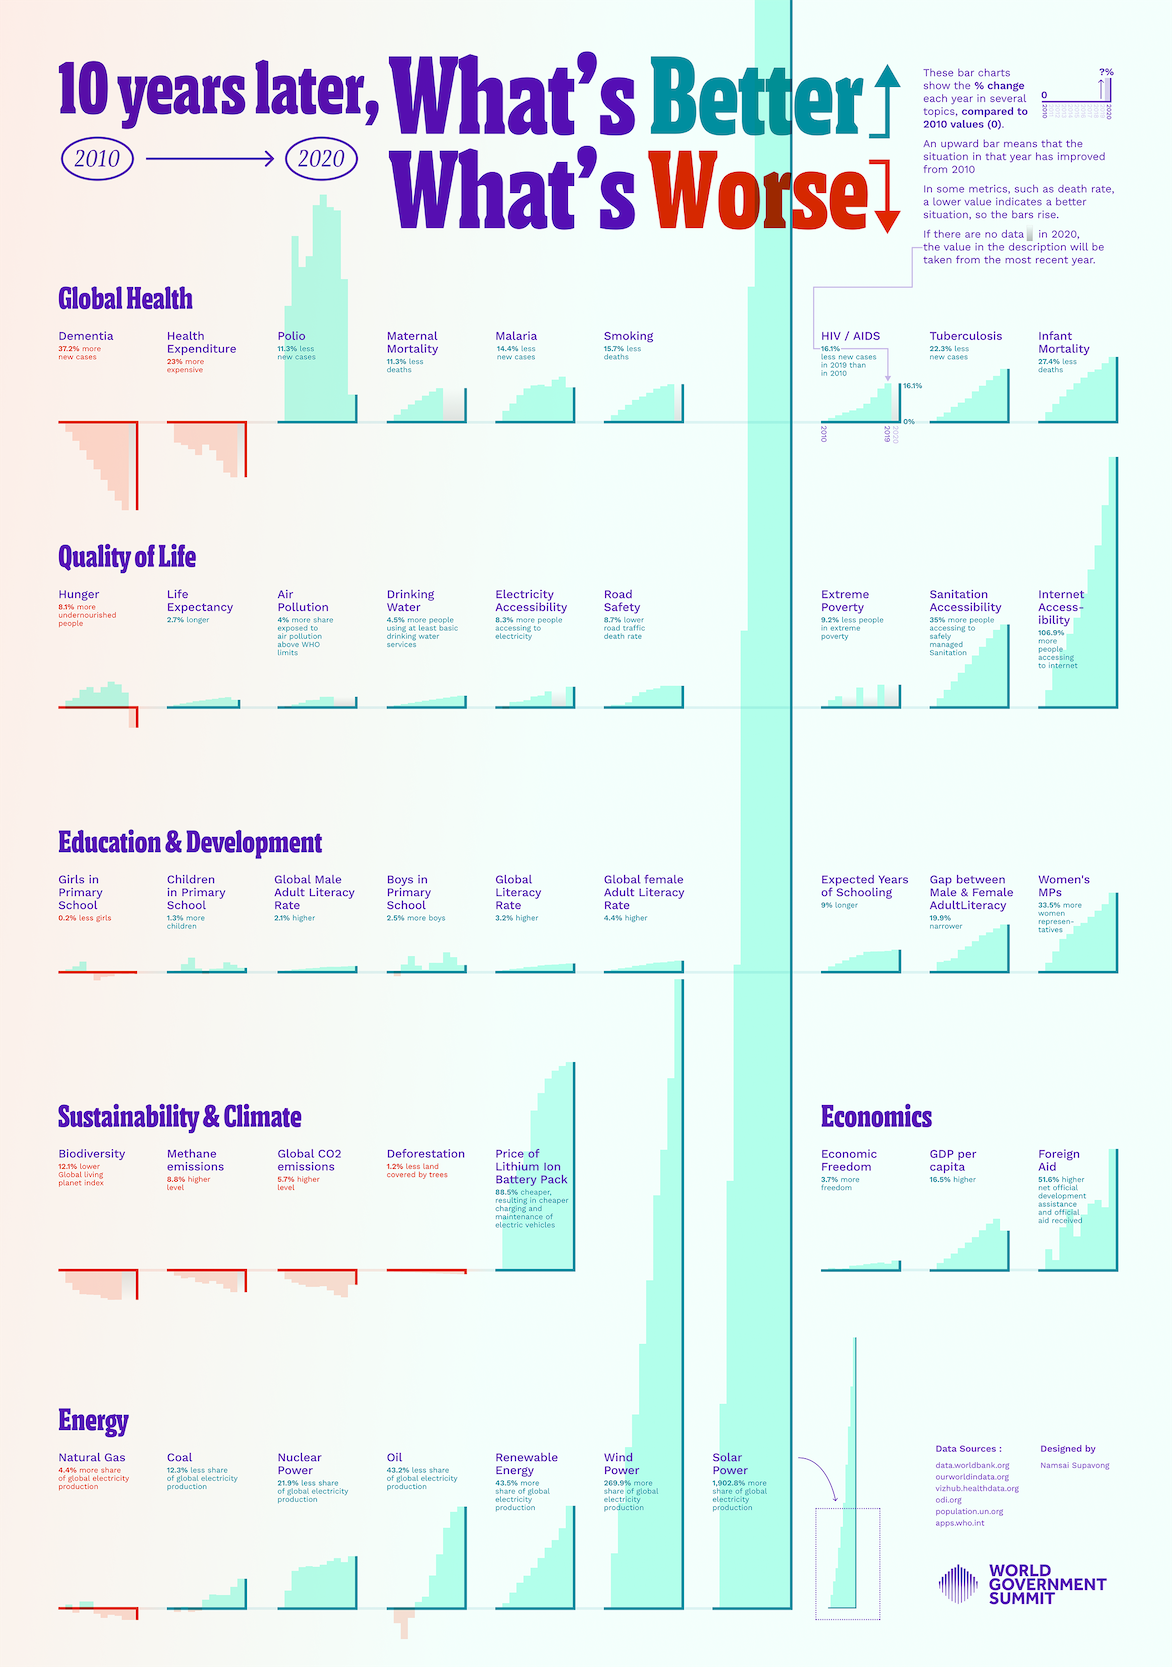 10 years later,
What's Better
What's Worse
2010
2020
These bar charts
show the % change
each year in several
topics, compared to
2010 values (0).
0
?%
2010
2020
An upward bar means that the
situation in that year has improved
from 2010
In some metrics, such as death rate,
a lower value indicates a better
situation, so the bars rise.
If there are no data in 2020,
the value in the description will be
taken from the most recent year.
Global Health
Dementia
37.2% more
new cases
Health
Expenditure
23% more
expensive
Polio
11.3% less
new cases
Maternal
Mortality
11.3% less
deaths
Malaria
14.4% less
new cases
Smoking
15.7% less
deaths
HIV / AIDS
16.1%
less new cases
in 2019 than
in 2010
16.1%
0%
2010
2019
2020
Tuberculosis
22.3% less
new cases
Infant
Mortality
27.4% less
deaths
Quality of Life
Hunger
8.1% more
undernourished
people
Life
Expectancy
2.7% longer
Air
Pollution
4% more share
exposed to
air pollution
above WHO
limits
Drinking
Water
4.5% more people
using at least basic
drinking water
services
Electricity
Accessibility
8.3% more people
accessing to
electricity
Road
Safety
8.7% lower
road traffic
death rate
Extreme
Poverty
9.2% less people
in extreme
poverty
Sanitation
Accessibility
35% more people
accessing to
safely
managed
Sanitation
Internet
Access-
ibility
106.9%
more
people
accessing
to internet
Education & Development
Girls in
Primary
School
0.2% less girls
Children
in Primary
School
1.3% more
children
Global Male
Adult Literacy
Rate
2.1% higher
Boys in
Primary
School
2.5% more boys
Global
Literacy
Rate
3.2% higher
Global female
Adult Literacy
Rate
4.4% higher
Expected Years
of Schooling
9% longer
Gap between
Male & Female
AdultLiteracy
19.9%
narrower
Women's
MPs
33.5% more
women
represen-
tatives
Sustainability & Climate
Biodiversity
12.1% lower
Global living
planet index
Methane
emissions
8.8% higher
level
Global CO2
emissions
5.7% higher
level
Deforestation
1.2% less land
covered by trees
Price of
Lithium Ion
Battery Pack
88.5% cheaper,
resulting in cheaper
charging and
maintenance of
electric vehicles
Economics
Economic
Freedom
3.7% more
freedom
GDP per
capita
16.5% higher
Foreign
Aid
51.6% higher
net official
development
assistance
and official
aid received
Energy
Natural Gas
4.4% more share
of global electricity
production
Coal
12.3% less share
of global electricity
production
Nuclear
Power
21.9% less share
of global electricity
production
Oil
43.2% less share
of global electricity
production
Renewable
Energy
43.5% more
share of global
electricity
production
Wind
Power
269.9% more
share of global
electricity
production
Solar
Power
1,902.8% more
share of global
electricity
production
Data Sources :
data.worldbank.org
ourworldindata.org
vizhub.healthdata.org
odi.org
population.un.org
apps.who.int
Designed by
Namsai Supavong
WORLD
GOVERNMENT
SUMMIT